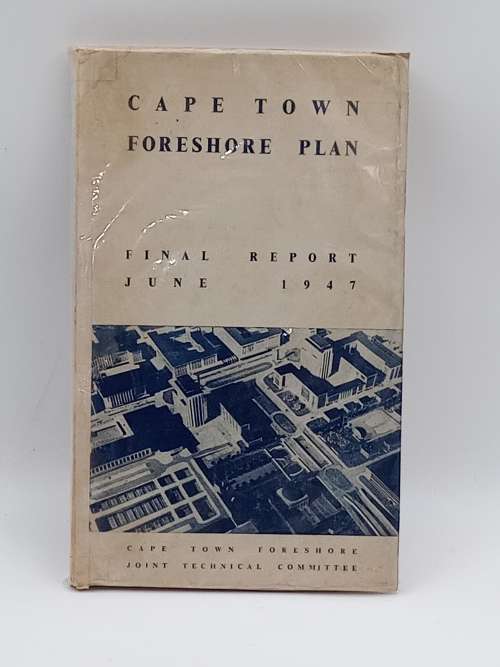 CAPE TOWN
FORESHORE PLAN
FINAL REPORT
JUNE 1947
CAPE TOWN FORESHORE
JOINT TECHNICAL COMMITTEE